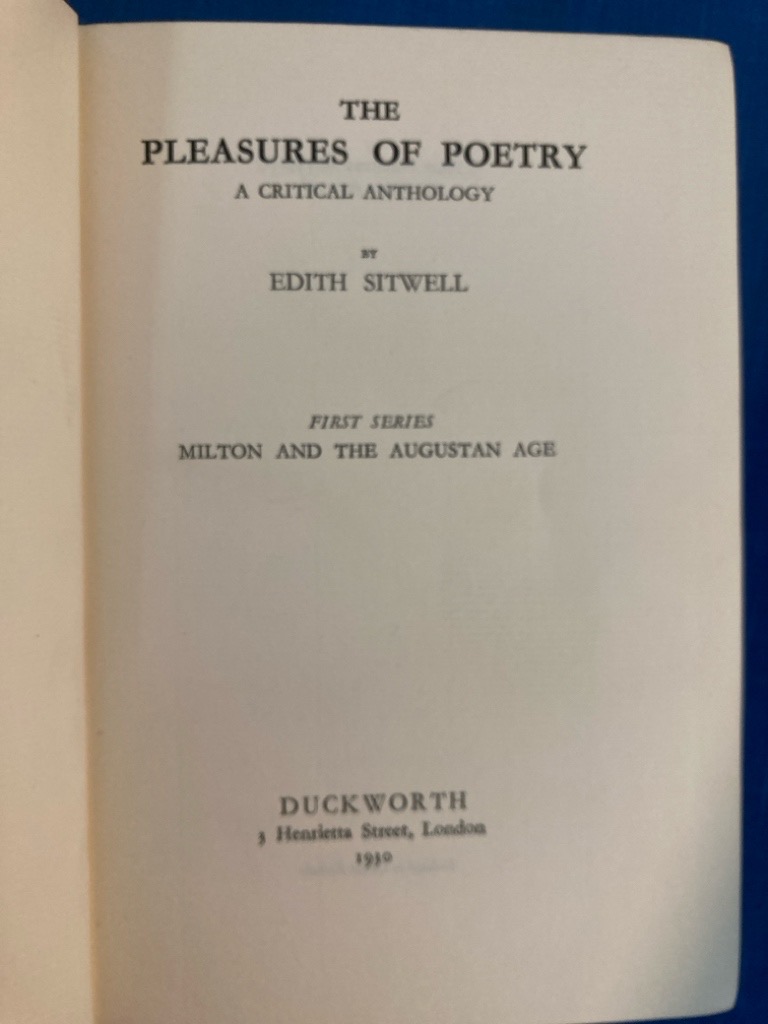 THE
PLEASURES OF POETRY
A CRITICAL ANTHOLOGY
BY
EDITH SITWELL
FIRST SERIES
MILTON AND THE AUGUSTAN AGE
DUCKWORTH
3 Henrietta Street, London
1930